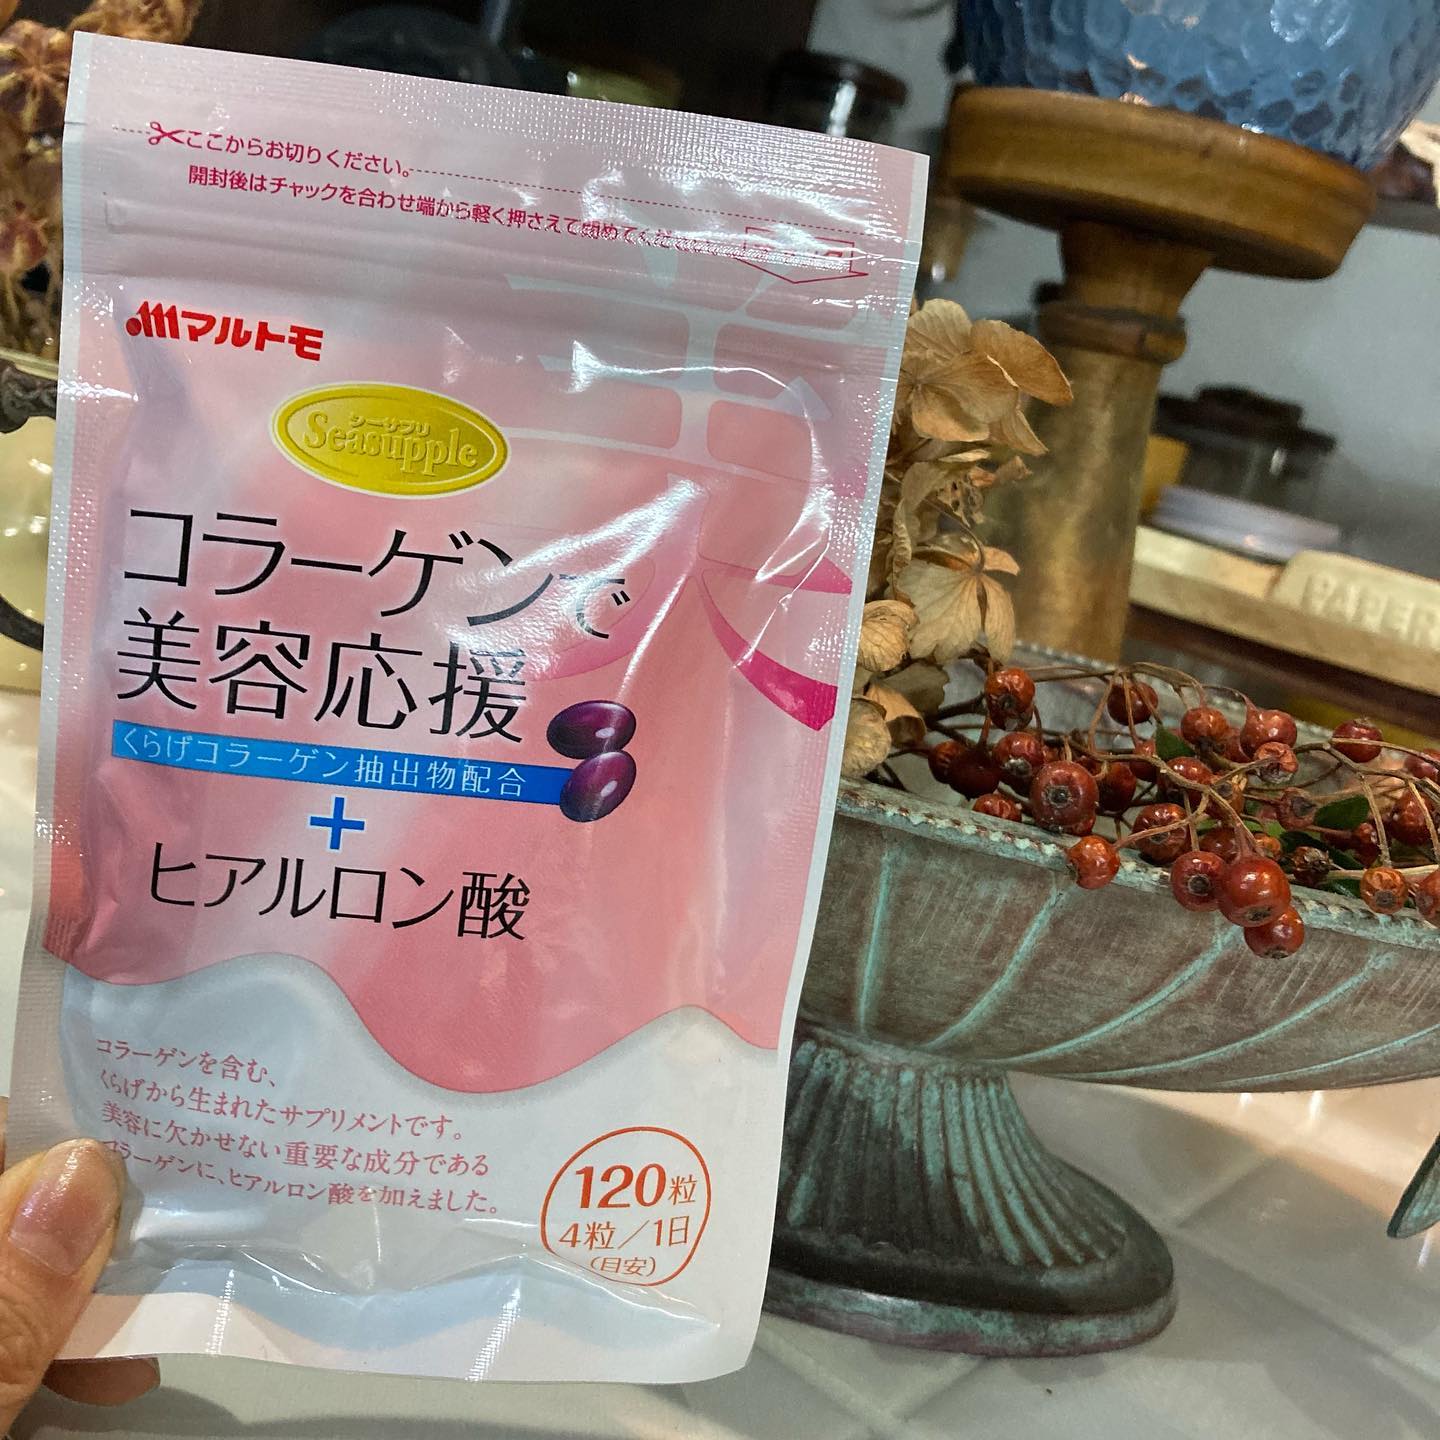 ここからお切りください。
開封後はチャックを合わせ端から軽く押さえて閉めてください。
マルトモ
シーサプリ
Seasupple
美
コラーゲンで
美容応援
くらげコラーゲン抽出物配合
+
ヒアルロン酸
コラーゲンを含む、
くらげから生まれたサプリメントです。
美容に欠かせない重要な成分である
コラーゲンに、ヒアルロン酸を加えました。
120粒
4粒/1日
(目安)
PAPER